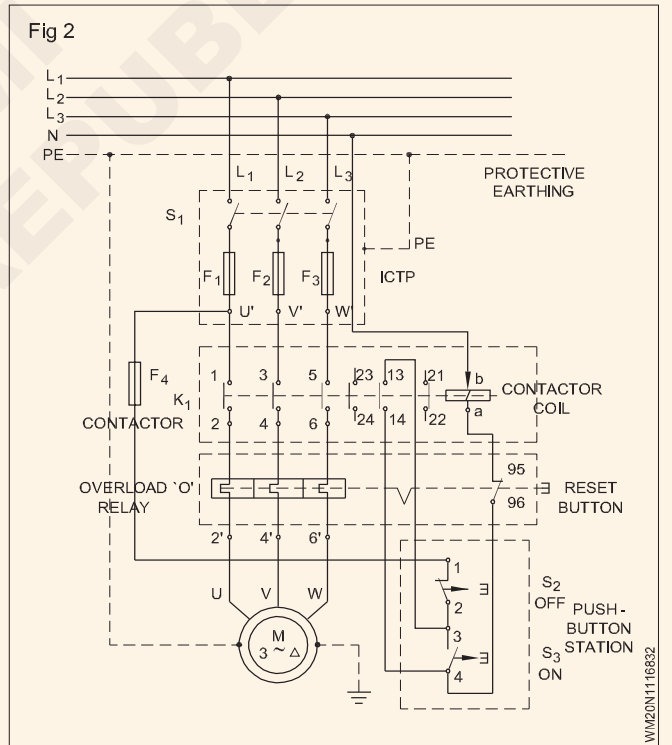 Fig 2
L1
L2
L3
N
PE
L1 L2 L3
PROTECTIVE
EARTHING
S1
PE
F1 F2 F3
ICTP
U' V' W'
F4
1 3 5 23 13 21 b
K1
CONTACTOR
COIL
CONTACTOR
a
2 4 6 24 14 22
95
OVERLOAD `O'
RELAY
RESET
BUTTON
96
2' 4' 6'
1
U V W
S2
OFF
2
PUSH-
BUTTON
STATION
3
M
3 ~ Δ
S3
ON
4
WM20N1116832
REPUBL